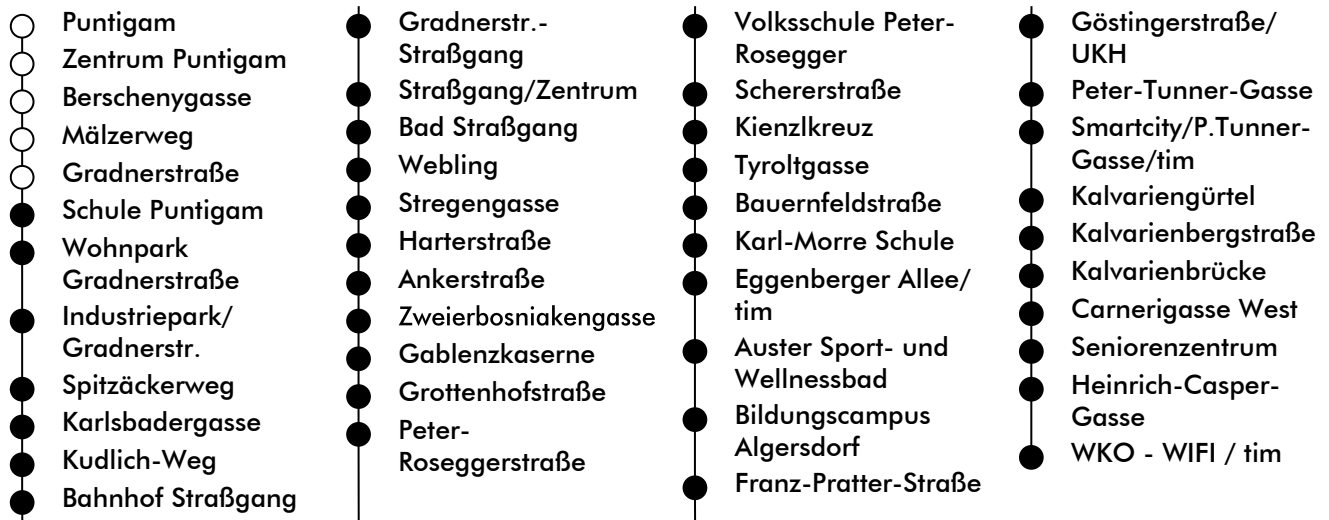 Puntigam
Zentrum Puntigam
Berschenygasse
Mälzerweg
Gradnerstraße
Schule Puntigam
Wohnpark
Gradnerstraße
Industriepark/
Gradnerstr.
Spitzäckerweg
Karlsbadergasse
Kudlich-Weg
Bahnhof Straßgang
Gradnerstr.-
Straßgang
Straßgang/Zentrum
Bad Straßgang
Webling
Stregengasse
Harterstraße
Ankerstraße
Zweierbosniakengasse
Gablenzkaserne
Grottenhofstraße
Peter-
Roseggerstraße
Volksschule Peter-
Rosegger
Schererstraße
Kienzlkreuz
Tyroltgasse
Bauernfeldstraße
Karl-Morre Schule
Eggenberger Allee/
tim
Auster Sport- und
Wellnessbad
Bildungscampus
Algersdorf
Franz-Pratter-Straße
Göstingerstraße/
UKH
Peter-Tunner-Gasse
Smartcity/P.Tunner-
Gasse/tim
Kalvariengürtel
Kalvarienbergstraße
Kalvarienbrücke
Carnerigasse West
Seniorenzentrum
Heinrich-Casper-
Gasse
WKO - WIFI / tim